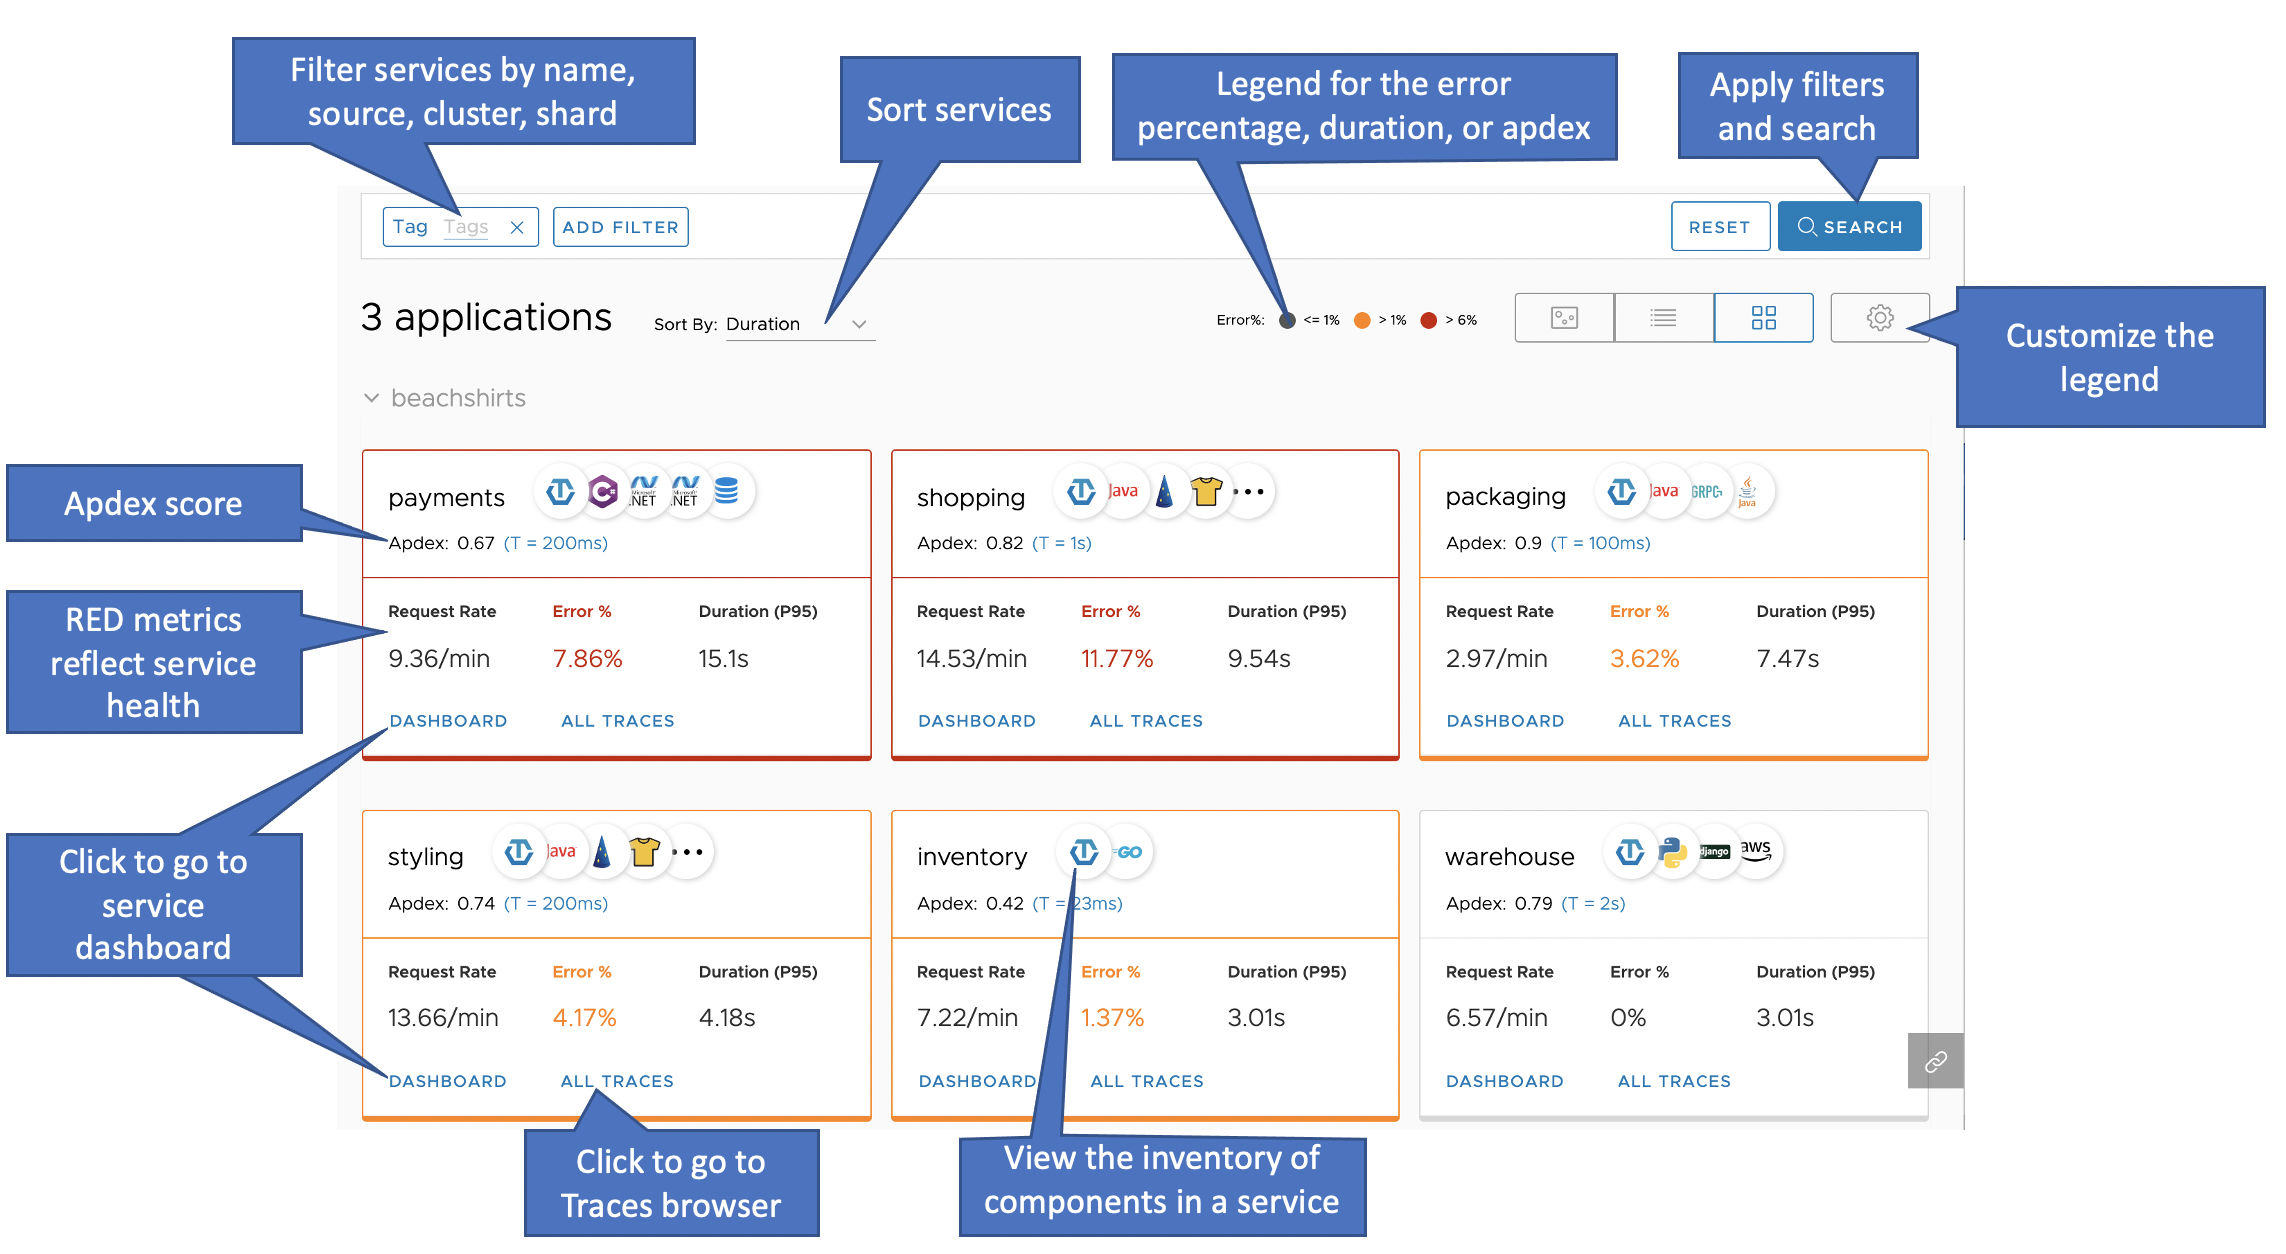 Filter services by name,
source, cluster, shard
Sort services
Legend for the error
percentage, duration, or apdex
Apply filters
and search
Tag Tags
ADD FILTER
RESET
SEARCH
3 applications
Sort By: Duration
Error%: <= 1% > 1% > 6%
Customize the
legend
beachshirts
Apdex score
RED metrics
reflect service
health
Click to go to
service
dashboard
payments
C#
Microsoft .NET
Microsoft .NET
Apdex: 0.67 (T = 200ms)
Request Rate Error % Duration (P95)
9.36/min 7.86% 15.1s
DASHBOARD ALL TRACES
shopping
Java
Apdex: 0.82 (T = 1s)
Request Rate Error % Duration (P95)
14.53/min 11.77% 9.54s
DASHBOARD ALL TRACES
packaging
Java
GRPC
Java
Apdex: 0.9 (T = 100ms)
Request Rate Error % Duration (P95)
2.97/min 3.62% 7.47s
DASHBOARD ALL TRACES
styling
Java
Apdex: 0.74 (T = 200ms)
Request Rate Error % Duration (P95)
13.66/min 4.17% 4.18s
DASHBOARD ALL TRACES
inventory
GO
Apdex: 0.42 (T = 23ms)
Request Rate Error % Duration (P95)
7.22/min 1.37% 3.01s
DASHBOARD ALL TRACES
warehouse
django
aws
Apdex: 0.79 (T = 2s)
Request Rate Error % Duration (P95)
6.57/min 0% 3.01s
DASHBOARD ALL TRACES
Click to go to
Traces browser
View the inventory of
components in a service